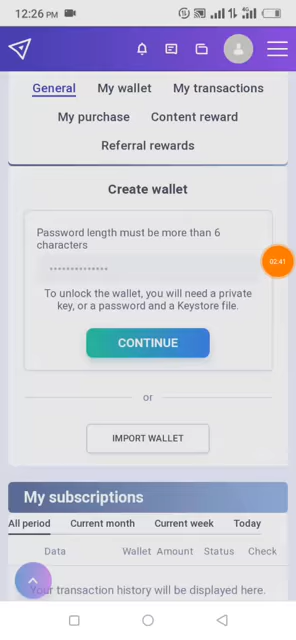 12:26 PM
4G
General My wallet My transactions
My purchase Content reward
Referral rewards
Create wallet
Password length must be more than 6
characters
To unlock the wallet, you will need a private
key, or a password and a Keystore file.
CONTINUE
02:41
or
IMPORT WALLET
My subscriptions
All period Current month Current week Today
Data Wallet Amount Status Check
Your transaction history will be displayed here.